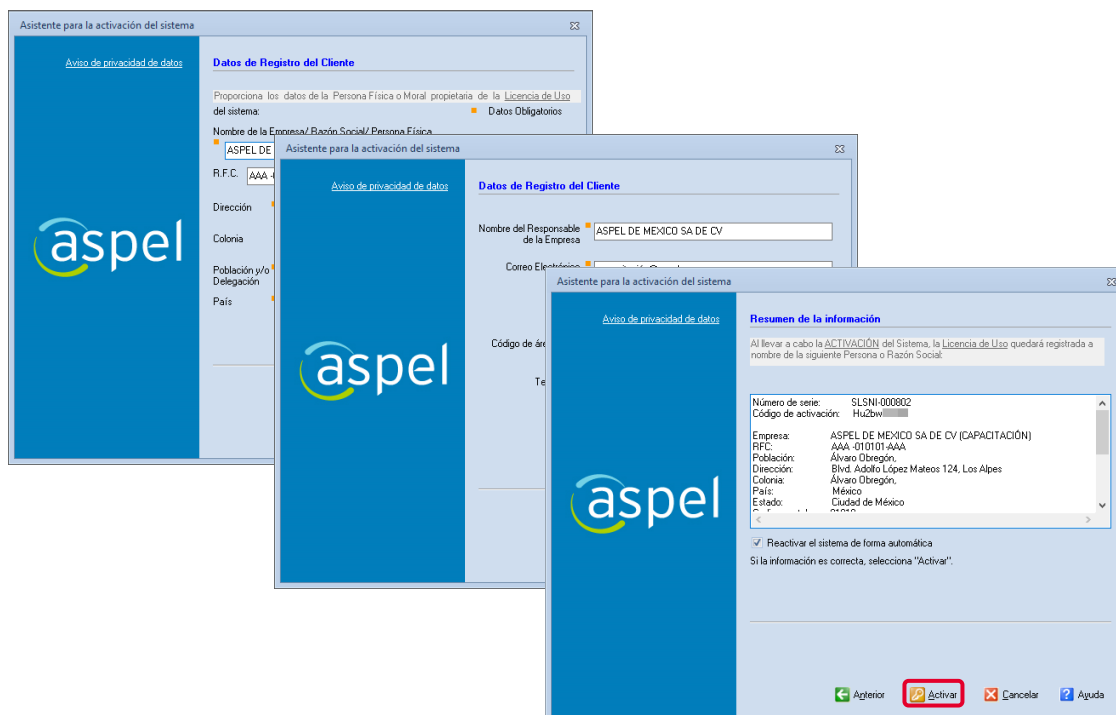 Asistente para la activación del sistema
Aviso de privacidad de datos
aspel
Datos de Registro del Cliente
Proporciona los datos de la Persona Física o Moral propietaria de la Licencia de Uso
del sistema:
Datos Obligatorios
Nombre de la Empresa/ Razón Social/ Persona Física
ASPEL DE
R.F.C. AAA
Dirección
Colonia
Población y/o
Delegación
País
Asistente para la activación del sistema
Aviso de privacidad de datos
aspel
Datos de Registro del Cliente
Nombre del Responsable
de la Empresa
ASPEL DE MEXICO SA DE CV
Correo Electrónico
Código de
Asistente para la activación del sistema
Aviso de privacidad de datos
aspel
Resumen de la información
Al llevar a cabo la ACTIVACIÓN del Sistema, la Licencia de Uso quedará registrada a
nombre de la siguiente Persona o Razón Social:
Número de serie: SLSNI-000802
Código de activación: Hu2bw
Empresa: ASPEL DE MEXICO SA DE CV (CAPACITACIÓN)
RFC: AAA -010101-AAA
Población: Álvaro Obregón,
Dirección: Blvd. Adolfo López Mateos 124, Los Alpes
Colonia: Álvaro Obregón,
País: México
Estado: Ciudad de México
Reactivar el sistema de forma automática
Si la información es correcta, selecciona "Activar".
Anterior
Activar
Cancelar
Ayuda